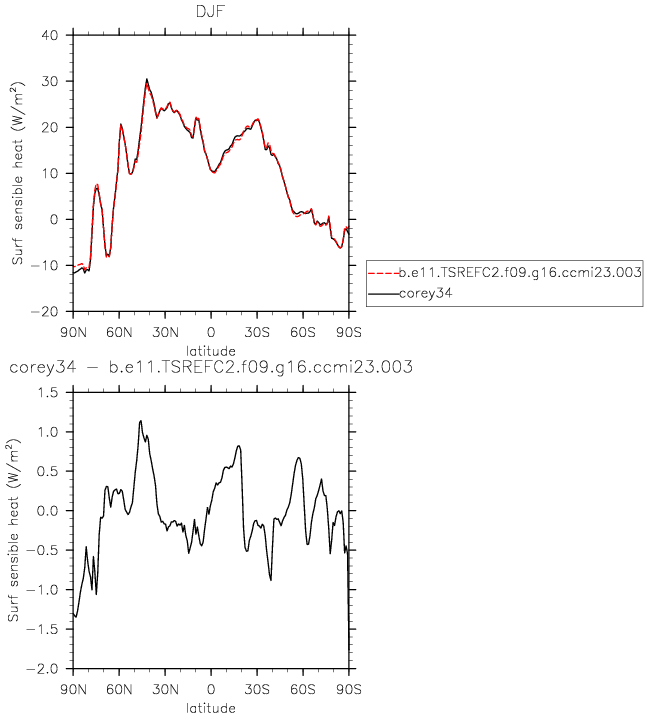 DJF
Surf sensible heat (W/m²)
40
30
20
10
0
−10
−20
90N 60N 30N 0 30S 60S 90S
latitude
b.e11.TSREFC2.f09.g16.ccmi23.003
corey34
corey34 − b.e11.TSREFC2.f09.g16.ccmi23.003
Surf sensible heat (W/m²)
1.5
1.0
0.5
0.0
−0.5
−1.0
−1.5
−2.0
90N 60N 30N 0 30S 60S 90S
latitude